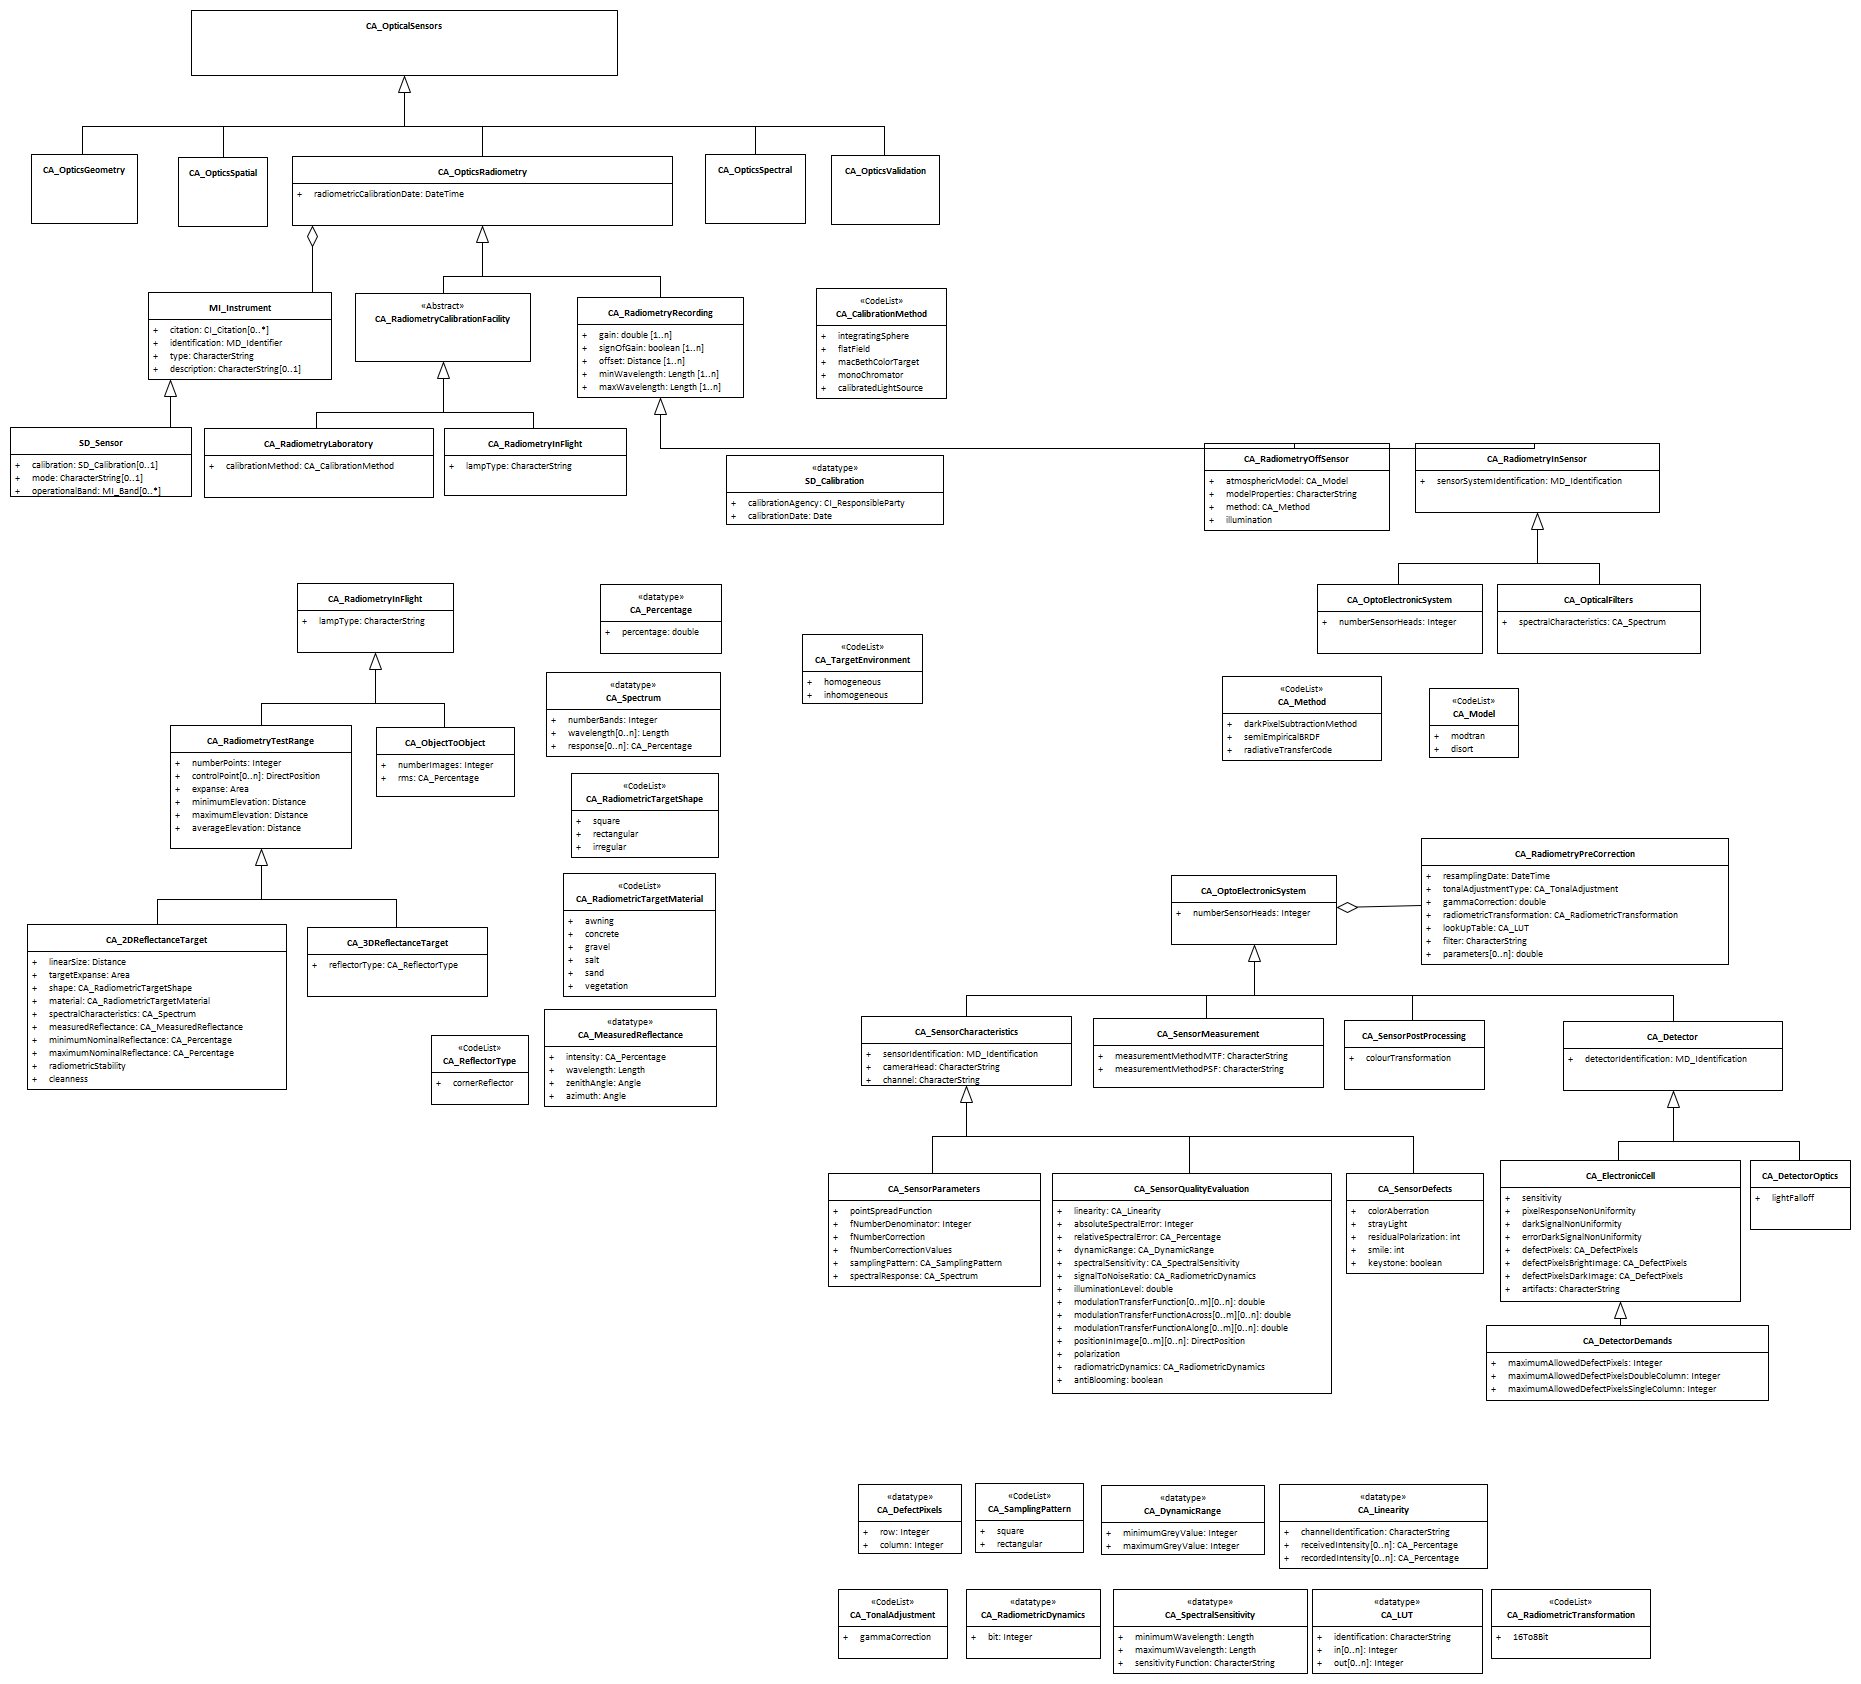 CA_OpticalSensors
CA_OpticsGeometry
CA_OpticsSpatial
CA_OpticsRadiometry
+ radiometricCalibrationDate: DateTime
CA_OpticsSpectral
CA_OpticsValidation
MI_Instrument
+ citation: CI_Citation[0..*]
+ identification: MD_Identifier
+ type: CharacterString
+ description: CharacterString[0..1]
«Abstract»
CA_RadiometryCalibrationFacility
CA_RadiometryRecording
+ gain: double [1..n]
+ signOfGain: boolean [1..n]
+ offset: Distance [1..n]
+ minWavelength: Length [1..n]
+ maxWavelength: Length [1..n]
«CodeList»
CA_CalibrationMethod
+ integratingSphere
+ flatField
+ macBethColorTarget
+ monoChromator
+ calibratedLightSource
SD_Sensor
+ calibration: SD_Calibration[0..1]
+ mode: CharacterString[0..1]
+ operationalBand: MI_Band[0..*]
CA_RadiometryLaboratory
+ calibrationMethod: CA_CalibrationMethod
CA_RadiometryInFlight
+ lampType: CharacterString
«datatype»
SD_Calibration
+ calibrationAgency: CI_ResponsibleParty
+ calibrationDate: Date
CA_RadiometryOffSensor
+ atmosphericModel: CA_Model
+ modelProperties: CharacterString
+ method: CA_Method
+ illumination
CA_RadiometryInSensor
+ sensorSystemIdentification: MD_Identification
CA_OptoElectronicSystem
+ numberSensorHeads: Integer
CA_OpticalFilters
+ spectralCharacteristics: CA_Spectrum
CA_RadiometryInFlight
+ lampType: CharacterString
«datatype»
CA_Percentage
+ percentage: double
«CodeList»
CA_TargetEnvironment
+ homogeneous
+ inhomogeneous
«datatype»
CA_Spectrum
+ numberBands: Integer
+ wavelength[0..n]: Length
+ response[0..n]: CA_Percentage
«CodeList»
CA_Method
+ darkPixelSubtractionMethod
+ semiEmpiricalBRDF
+ radiativeTransferCode
«CodeList»
CA_Model
+ modtran
+ disort
CA_RadiometryTestRange
+ numberPoints: Integer
+ controlPoint[0..n]: DirectPosition
+ expanse: Area
+ minimumElevation: Distance
+ maximumElevation: Distance
+ averageElevation: Distance
CA_ObjectToObject
+ numberImages: Integer
+ rms: CA_Percentage
«CodeList»
CA_RadiometricTargetShape
+ square
+ rectangular
+ irregular
«CodeList»
CA_RadiometricTargetMaterial
+ awning
+ concrete
+ gravel
+ salt
+ sand
+ vegetation
CA_OptoElectronicSystem
+ numberSensorHeads: Integer
CA_RadiometryPreCorrection
+ resamplingDate: DateTime
+ tonalAdjustmentType: CA_TonalAdjustment
+ gammaCorrection: double
+ radiometricTransformation: CA_RadiometricTransformation
+ lookUpTable: CA_LUT
+ filter: CharacterString
+ parameters[0..n]: double
CA_2DReflectanceTarget
+ linearSize: Distance
+ targetExpanse: Area
+ shape: CA_RadiometricTargetShape
+ material: CA_RadiometricTargetMaterial
+ spectralCharacteristics: CA_Spectrum
+ measuredReflectance: CA_MeasuredReflectance
+ minimumNominalReflectance: CA_Percentage
+ maximumNominalReflectance: CA_Percentage
+ radiometricStability
+ cleanness
CA_3DReflectanceTarget
+ reflectorType: CA_ReflectorType
«CodeList»
CA_ReflectorType
+ cornerReflector
«datatype»
CA_MeasuredReflectance
+ intensity: CA_Percentage
+ wavelength: Length
+ zenithAngle: Angle
+ azimuth: Angle
CA_SensorCharacteristics
+ sensorIdentification: MD_Identification
+ cameraHead: CharacterString
+ channel: CharacterString
CA_SensorMeasurement
+ measurementMethodMTF: CharacterString
+ measurementMethodPSF: CharacterString
CA_SensorPostProcessing
+ colourTransformation
CA_Detector
+ detectorIdentification: MD_Identification
CA_SensorParameters
+ pointSpreadFunction
+ fNumberDenominator: Integer
+ fNumberCorrection
+ fNumberCorrectionValues
+ samplingPattern: CA_SamplingPattern
+ spectralResponse: CA_Spectrum
CA_SensorQualityEvaluation
+ linearity: CA_Linearity
+ absoluteSpectralError: Integer
+ relativeSpectralError: CA_Percentage
+ dynamicRange: CA_DynamicRange
+ spectralSensitivity: CA_SpectralSensitivity
+ signalToNoiseRatio: CA_RadiometricDynamics
+ illuminationLevel: double
+ modulationTransferFunction[0..m][0..n]: double
+ modulationTransferFunctionAcross[0..m][0..n]: double
+ modulationTransferFunctionAlong[0..m][0..n]: double
+ positionInImage[0..m][0..n]: DirectPosition
+ polarization
+ radiomatricDynamics: CA_RadiometricDynamics
+ antiBlooming: boolean
CA_SensorDefects
+ colorAberration
+ strayLight
+ residualPolarization: int
+ smile: int
+ keystone: boolean
CA_ElectronicCell
+ sensitivity
+ pixelResponseNonUniformity
+ darkSignalNonUniformity
+ errorDarkSignalNonUniformity
+ defectPixels: CA_DefectPixels
+ defectPixelsBrightImage: CA_DefectPixels
+ defectPixelsDarkImage: CA_DefectPixels
+ artifacts: CharacterString
CA_DetectorOptics
+ lightFalloff
CA_DetectorDemands
+ maximumAllowedDefectPixels: Integer
+ maximumAllowedDefectPixelsDoubleColumn: Integer
+ maximumAllowedDefectPixelsSingleColumn: Integer
«datatype»
CA_DefectPixels
+ row: Integer
+ column: Integer
«CodeList»
CA_SamplingPattern
+ square
+ rectangular
«datatype»
CA_DynamicRange
+ minimumGreyValue: Integer
+ maximumGreyValue: Integer
«datatype»
CA_Linearity
+ channelIdentification: CharacterString
+ receivedIntensity[0..n]: CA_Percentage
+ recordedIntensity[0..n]: CA_Percentage
«CodeList»
CA_TonalAdjustment
+ gammaCorrection
«datatype»
CA_RadiometricDynamics
+ bit: Integer
«datatype»
CA_SpectralSensitivity
+ minimumWavelength: Length
+ maximumWavelength: Length
+ sensitivityFunction: CharacterString
«datatype»
CA_LUT
+ identification: CharacterString
+ in[0..n]: Integer
+ out[0..n]: Integer
«CodeList»
CA_RadiometricTransformation
+ 16To8Bit